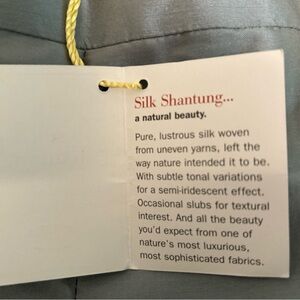 Silk Shantung...
a natural beauty.
Pure, lustrous silk woven
from uneven yarns, left the
way nature intended it to be.
With subtle tonal variations
for a semi-iridescent effect.
Occasional slubs for textural
interest. And all the beauty
you'd expect from one of
nature's most luxurious,
most sophisticated fabrics.